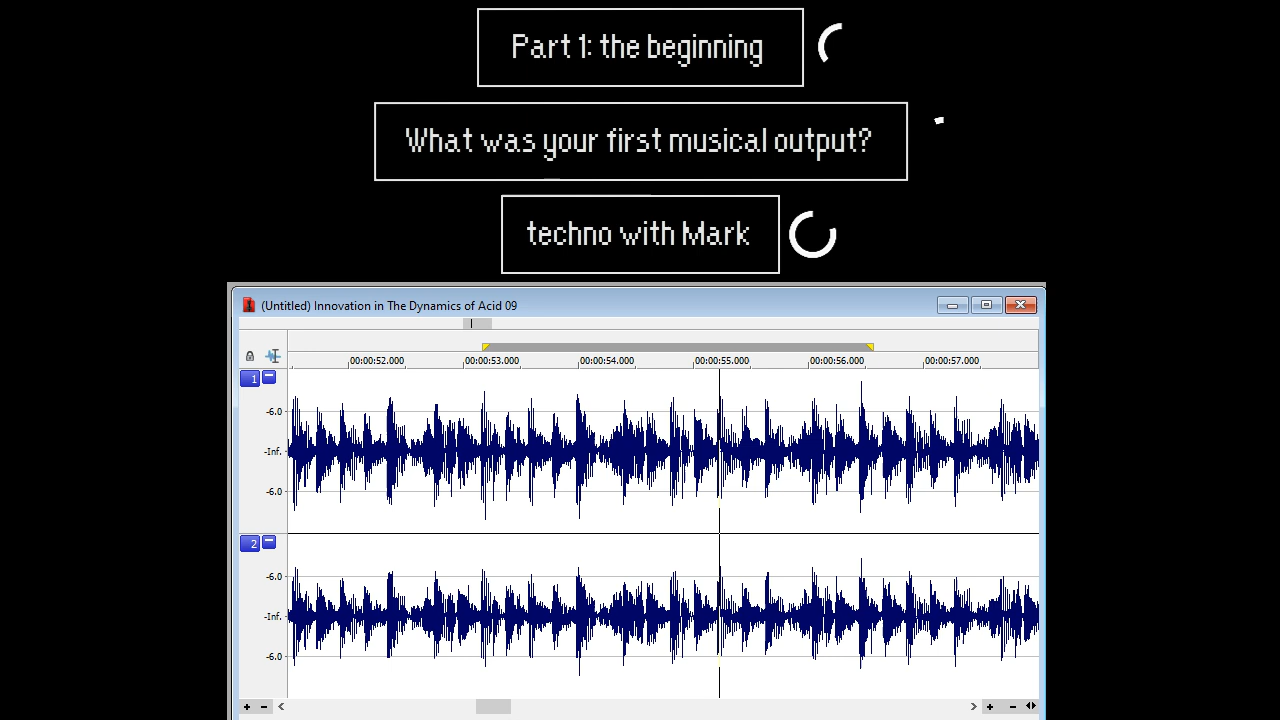 Part 1: the beginning
What was your first musical output?
techno with Mark
(Untitled) Innovation in The Dynamics of Acid 09
00:00:52.000 00:00:53.000 00:00:54.000 00:00:55.000 00:00:56.000 00:00:57.000
1
-6.0
-Inf.
-6.0
2
-6.0
-Inf.
-6.0